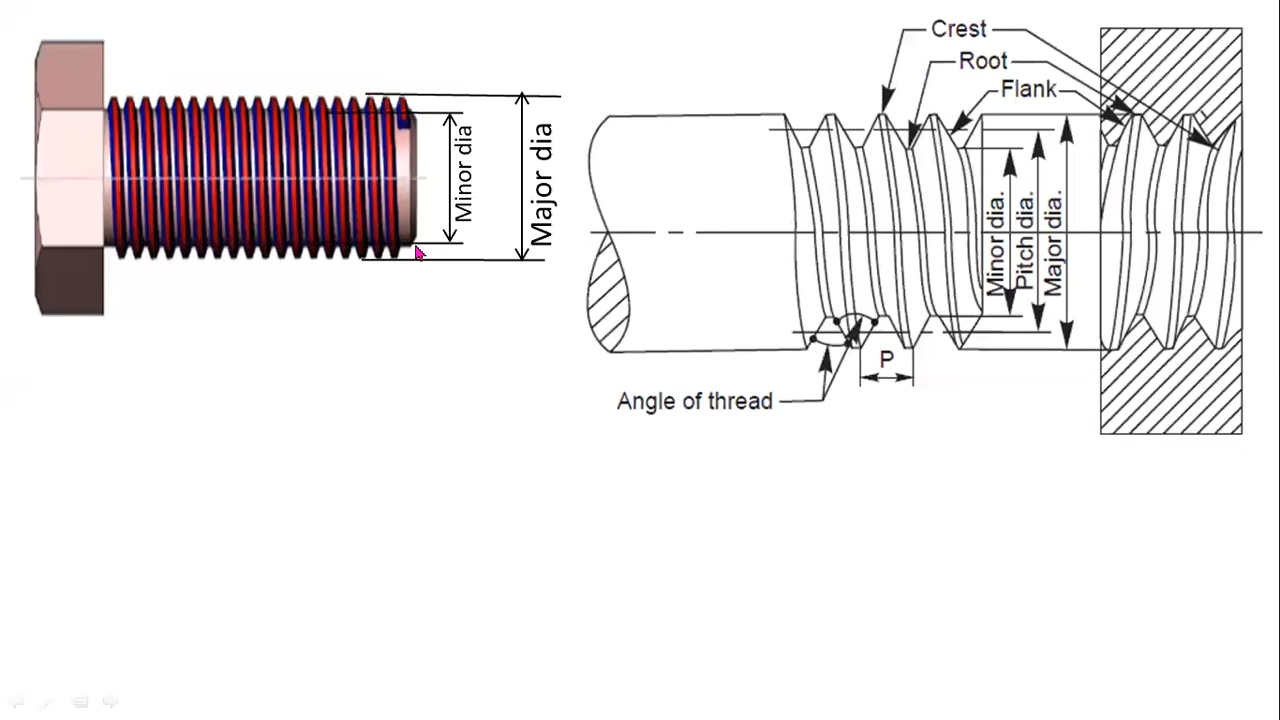 Minor dia
Major dia
Crest
Root
Flank
Minor dia.
Pitch dia.
Major dia.
P
Angle of thread